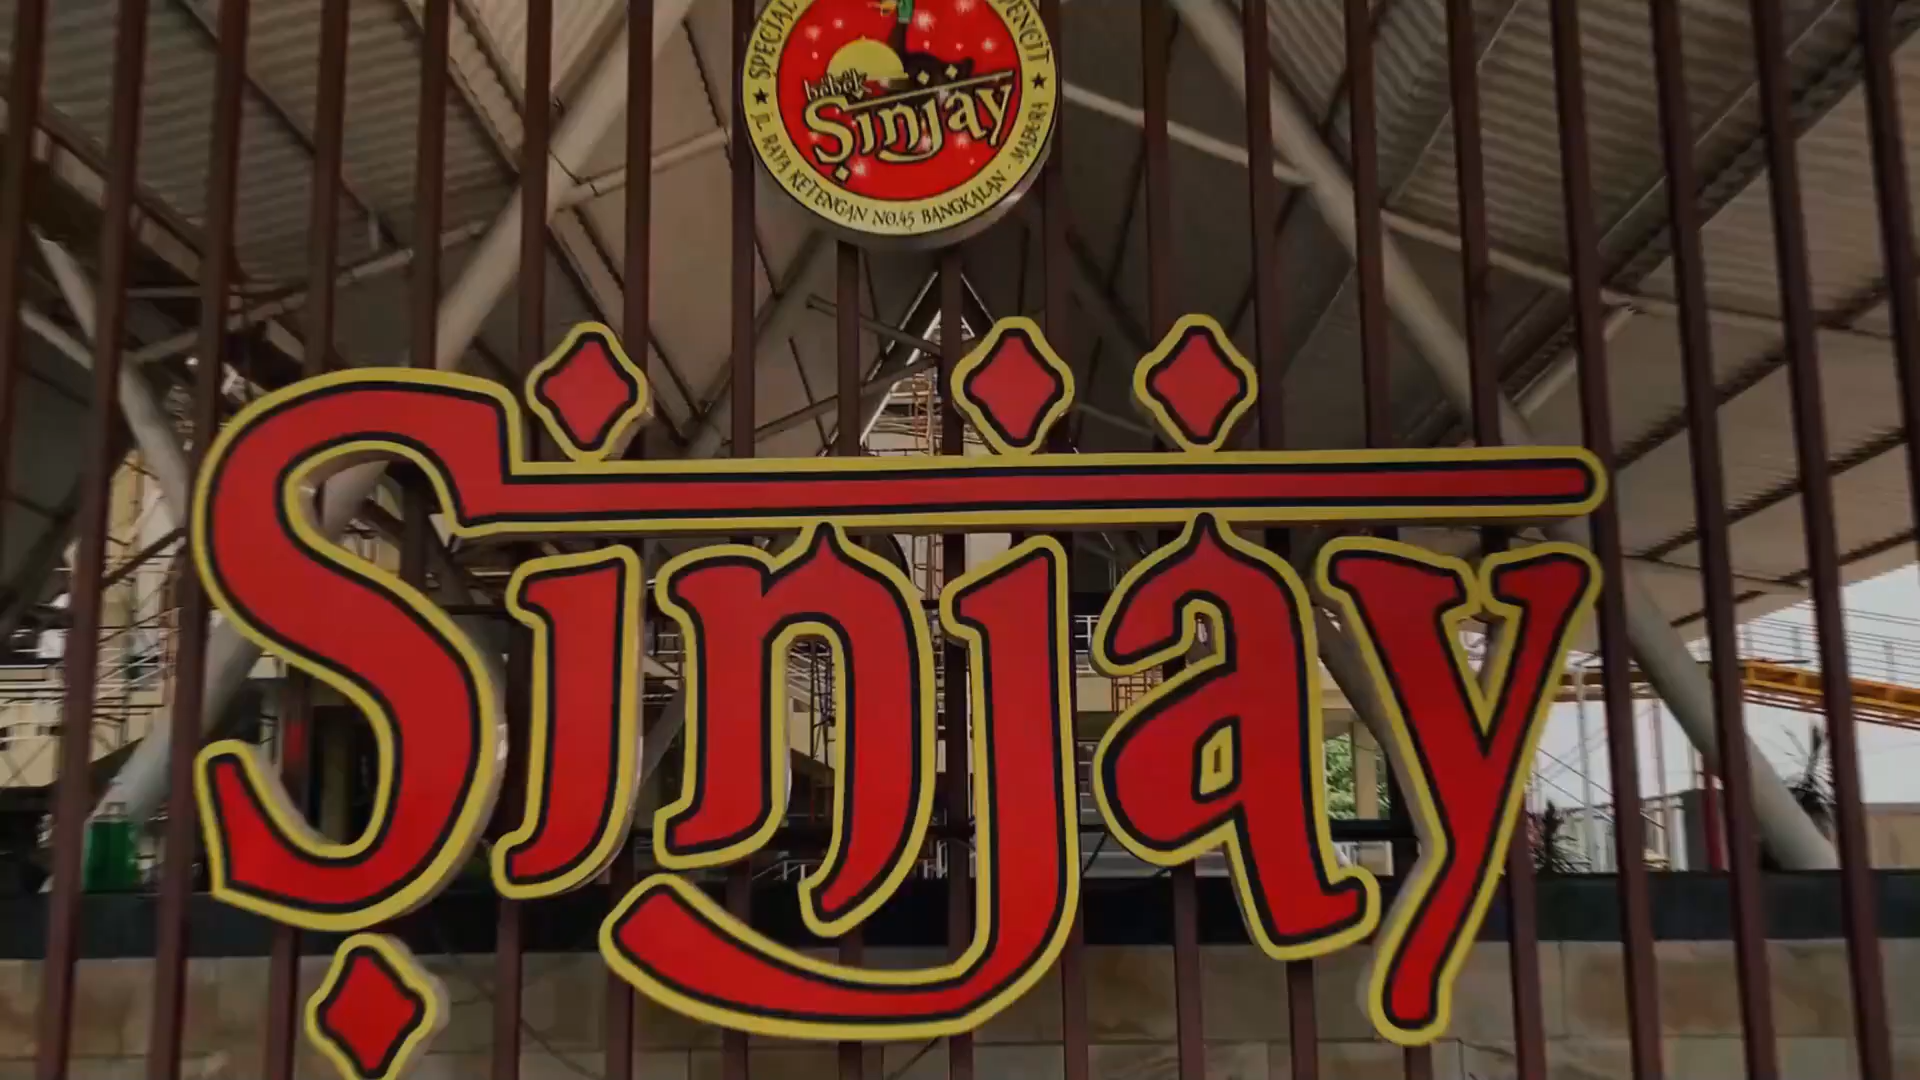 SPECIAL
PENCIT
bebek
Sinjay
JL. RAYA KETENGAN NO.45 BANGKALAN - MADURA
Sinjay